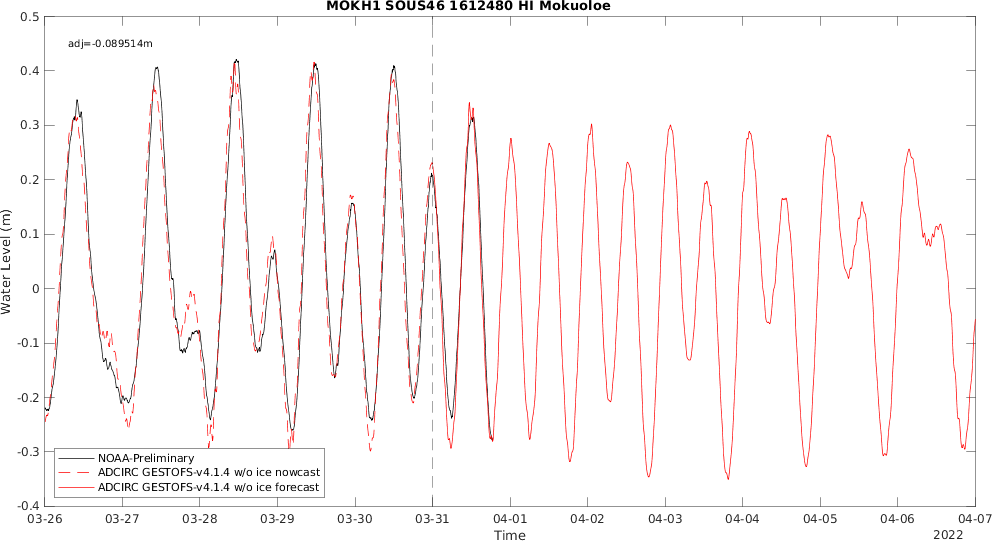 MOKH1 SOUS46 1612480 HI Mokuoloe
adj=-0.089514m
Water Level (m)
0.5
0.4
0.3
0.2
0.1
0
-0.1
-0.2
-0.3
-0.4
NOAA-Preliminary
ADCIRC GESTOFS-v4.1.4 w/o ice nowcast
ADCIRC GESTOFS-v4.1.4 w/o ice forecast
03-26 03-27 03-28 03-29 03-30 03-31 04-01 04-02 04-03 04-04 04-05 04-06 04-07
Time
2022